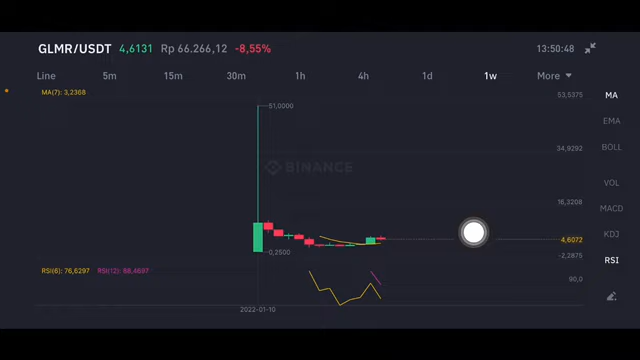 GLMR/USDT 4,6131 Rp 66.266,12 -8,55% 13:50:48
Line 5m 15m 30m 1h 4h 1d 1w More
MA(7): 3,2368
53,5375
MA
51,0000
EMA
34,9292
BOLL
BINANCE
VOL
16,3208
MACD
KDJ
4,6072
0,2500
-2,2875
RSI
RSI(6): 76,6297 RSI(12): 68,4697
90,0
2022-01-10